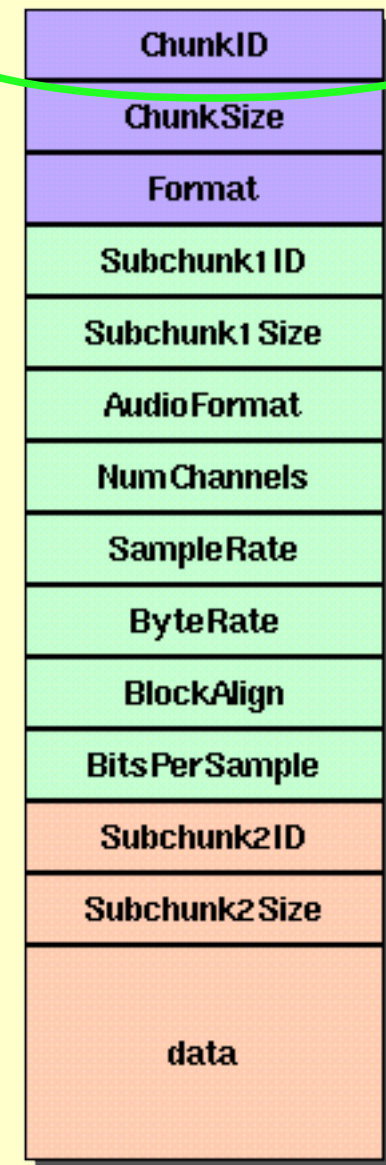 ChunkID
ChunkSize
Format
Subchunk1ID
Subchunk1Size
AudioFormat
NumChannels
SampleRate
ByteRate
BlockAlign
BitsPerSample
Subchunk2ID
Subchunk2Size
data